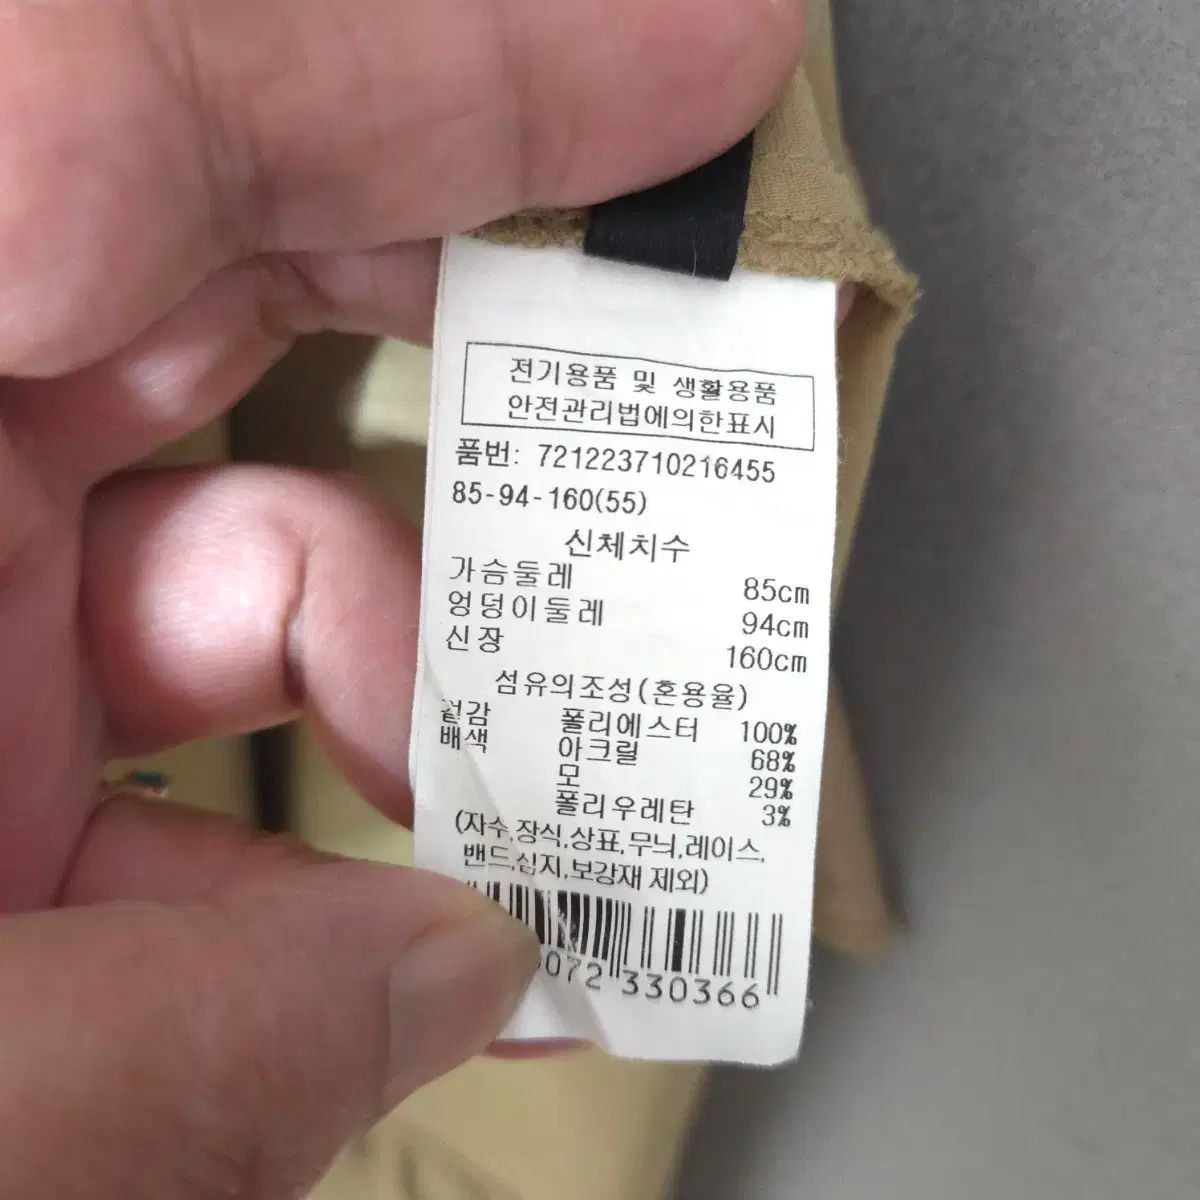 전기용품 및 생활용품
안전관리법에의한표시
품번: 721223710216455
85-94-160(55)
신체치수
가슴둘레 85cm
엉덩이둘레 94cm
신장 160cm
섬유의조성(혼용율)
겉감 폴리에스터 100%
배색 아크릴 68%
모 29%
폴리우레탄 3%
(자수,장식,상표,무늬,레이스,
밴드,심지,보강재 제외)
072 330366